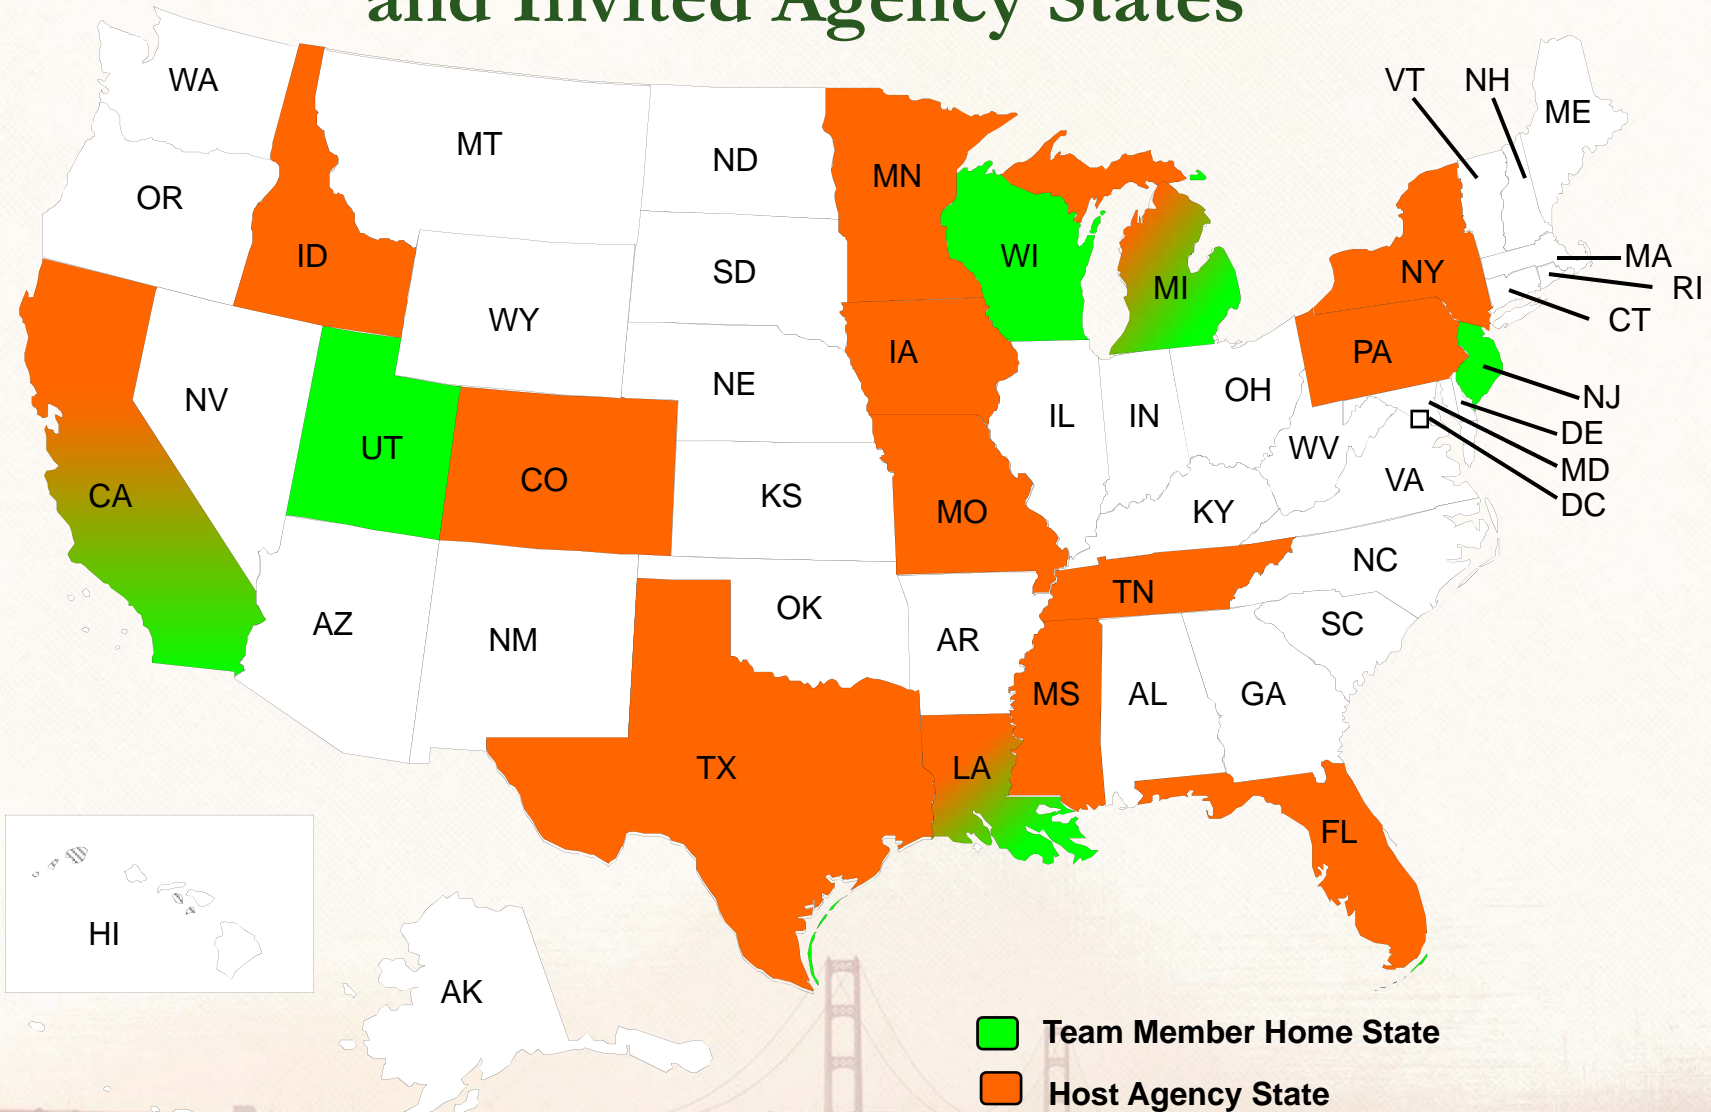 and Invited Agency States
WA
VT
NH
ME
MT
ND
MN
OR
ID
WI
MA
SD
NY
RI
MI
WY
CT
IA
PA
NE
OH
NV
NJ
IL
IN
DE
UT
WV
MD
CO
VA
CA
KS
DC
MO
KY
NC
TN
OK
AZ
SC
NM
AR
MS
AL
GA
TX
LA
FL
HI
AK
Team Member Home State
Host Agency State